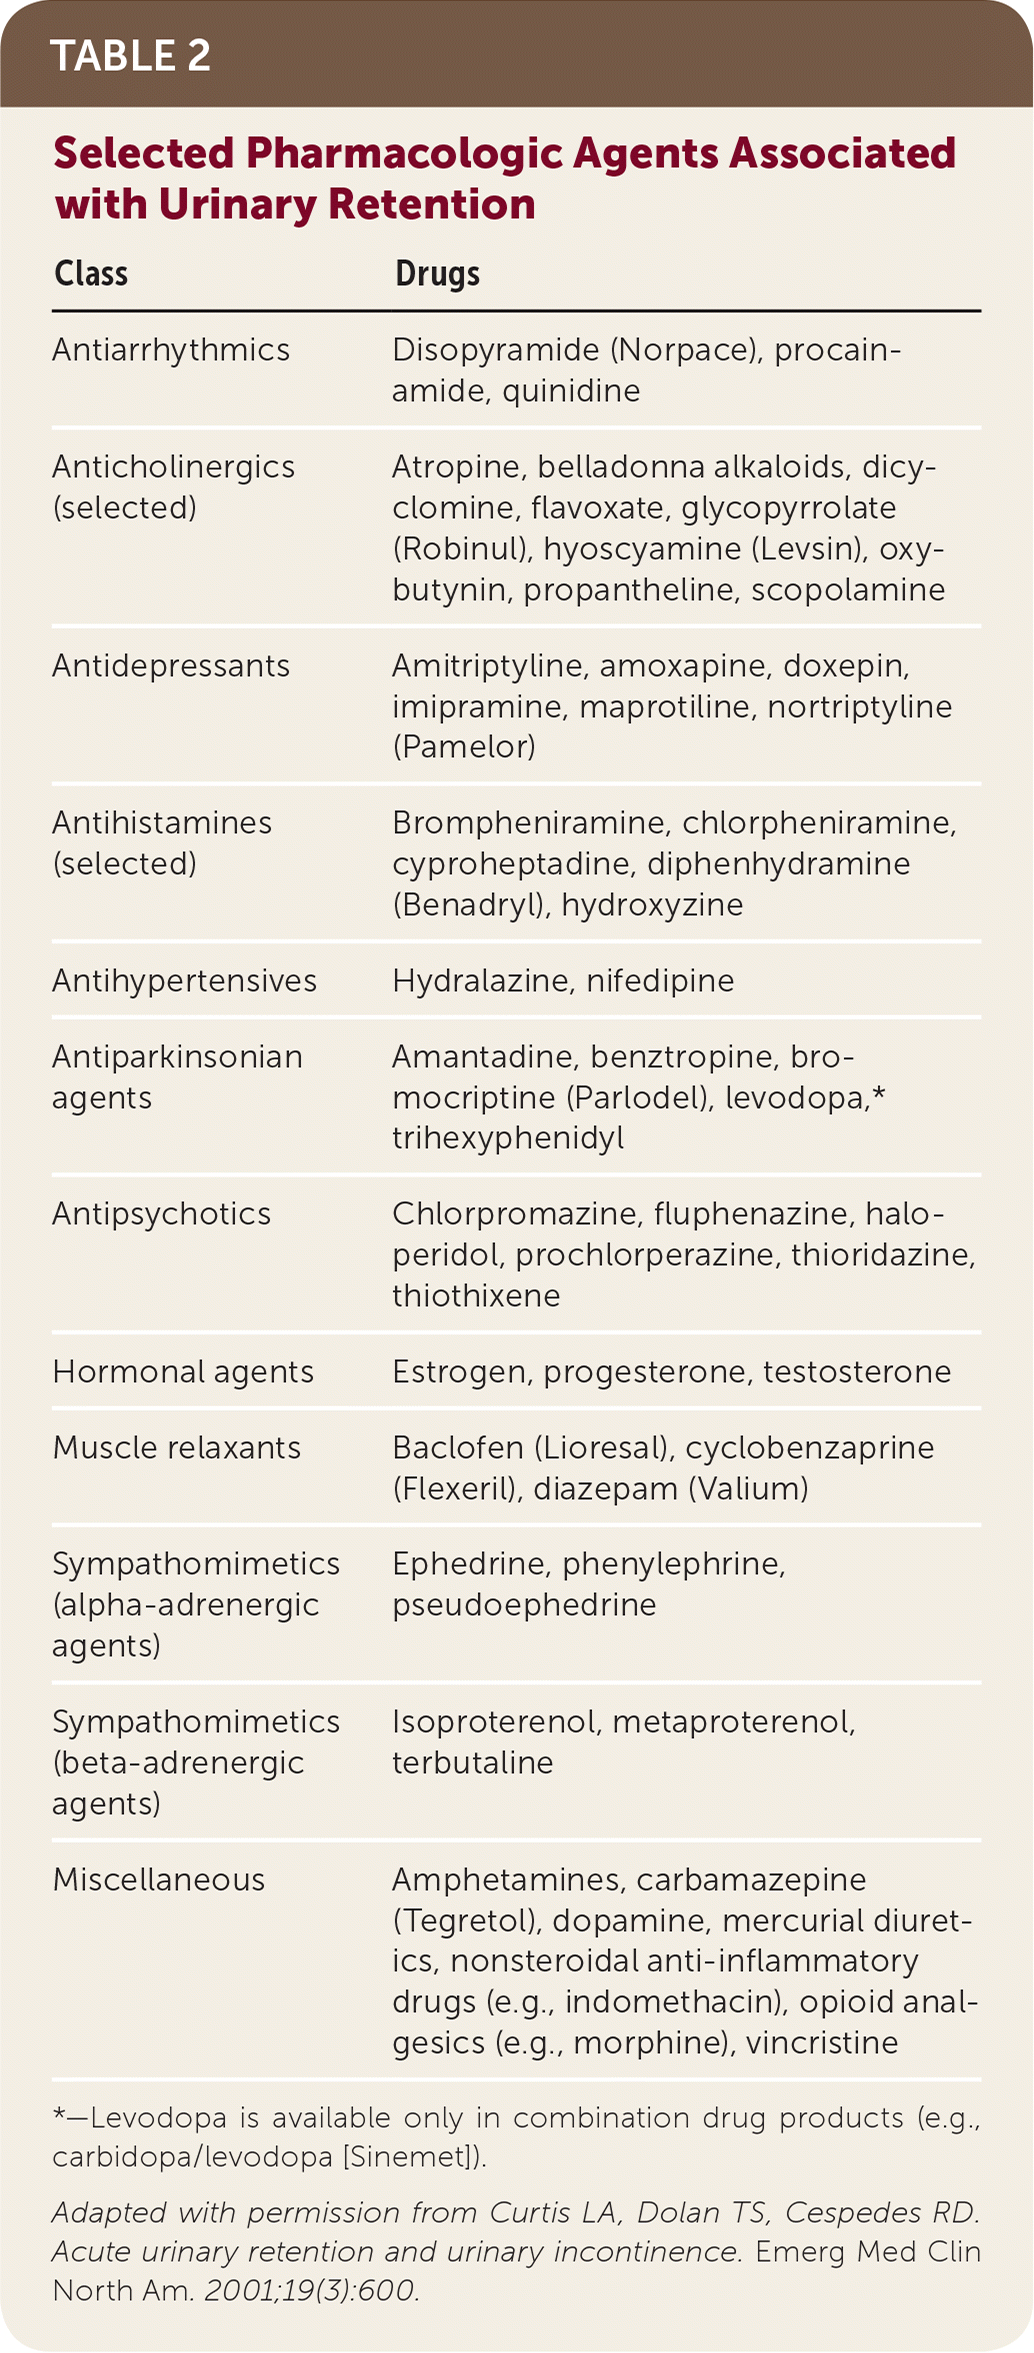 TABLE 2
Selected Pharmacologic Agents Associated
with Urinary Retention
Class Drugs
Antiarrhythmics Disopyramide (Norpace), procain-
amide, quinidine
Anticholinergics Atropine, belladonna alkaloids, dicy-
(selected) clomine, flavoxate, glycopyrrolate
(Robinul), hyoscyamine (Levsin), oxy-
butynin, propantheline, scopolamine
Antidepressants Amitriptyline, amoxapine, doxepin,
imipramine, maprotiline, nortriptyline
(Pamelor)
Antihistamines Brompheniramine, chlorpheniramine,
(selected) cyproheptadine, diphenhydramine
(Benadryl), hydroxyzine
Antihypertensives Hydralazine, nifedipine
Antiparkinsonian Amantadine, benztropine, bro-
agents mocriptine (Parlodel), levodopa,*
trihexyphenidyl
Antipsychotics Chlorpromazine, fluphenazine, halo-
peridol, prochlorperazine, thioridazine,
thiothixene
Hormonal agents Estrogen, progesterone, testosterone
Muscle relaxants Baclofen (Lioresal), cyclobenzaprine
(Flexeril), diazepam (Valium)
Sympathomimetics Ephedrine, phenylephrine,
(alpha-adrenergic pseudoephedrine
agents)
Sympathomimetics Isoproterenol, metaproterenol,
(beta-adrenergic terbutaline
agents)
Miscellaneous Amphetamines, carbamazepine
(Tegretol), dopamine, mercurial diuret-
ics, nonsteroidal anti-inflammatory
drugs (e.g., indomethacin), opioid anal-
gesics (e.g., morphine), vincristine
*—Levodopa is available only in combination drug products (e.g.,
carbidopa/levodopa [Sinemet]).
Adapted with permission from Curtis LA, Dolan TS, Cespedes RD.
Acute urinary retention and urinary incontinence. Emerg Med Clin
North Am. 2001;19(3):600.